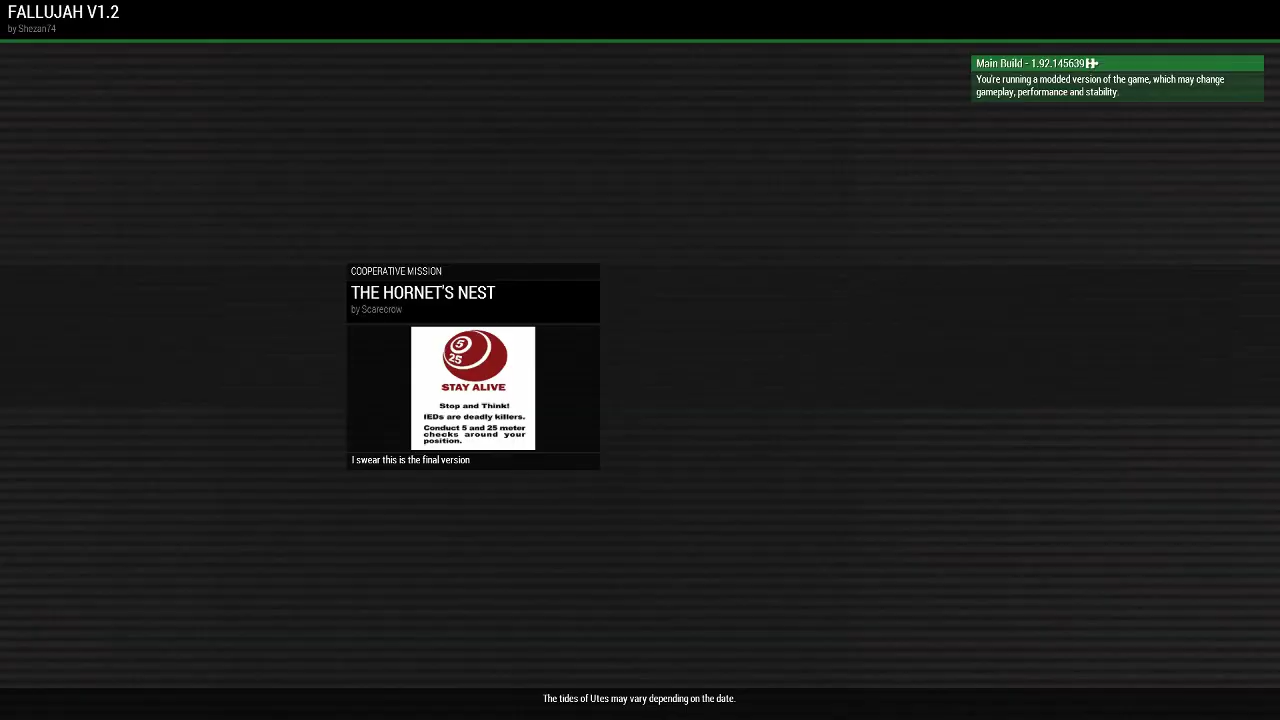 FALLUJAH V1.2
by Shezan74
Main Build - 1.92.145639
You're running a modded version of the game, which may change
gameplay, performance and stability.
COOPERATIVE MISSION
THE HORNET'S NEST
by Scarecrow
5
25
STAY ALIVE
Stop and Think!
IEDs are deadly killers.
Conduct 5 and 25 meter
checks around your
position.
I swear this is the final version
The tides of Utes may vary depending on the date.